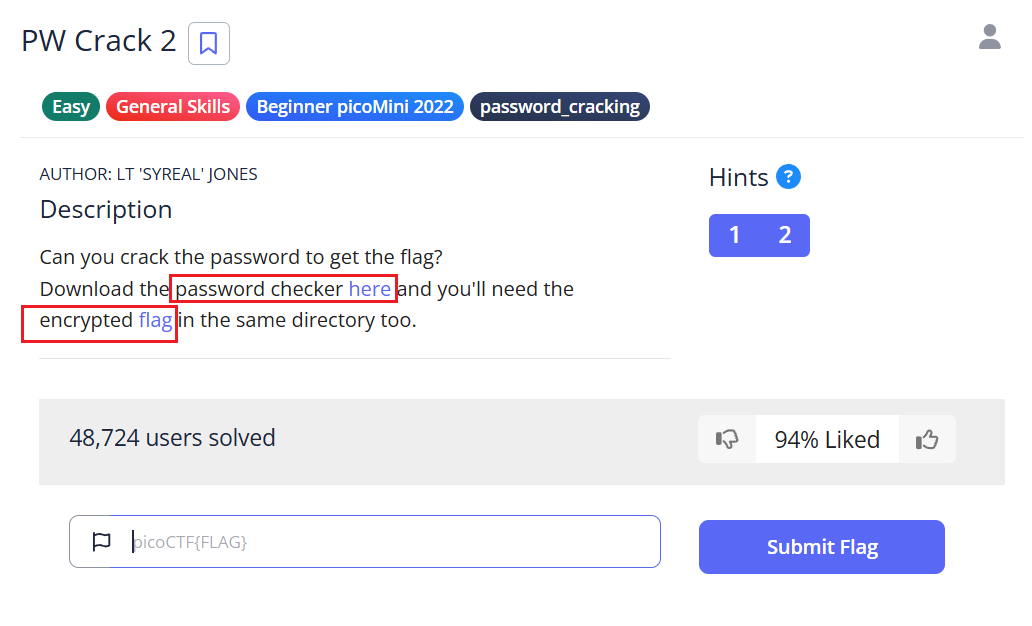 PW Crack 2
Easy General Skills Beginner picoMini 2022 password_cracking
AUTHOR: LT 'SYREAL' JONES
Description
Can you crack the password to get the flag?
Download the password checker here and you'll need the
encrypted flag in the same directory too.
Hints ?
1 2
48,724 users solved
94% Liked
picoCTF{FLAG}
Submit Flag